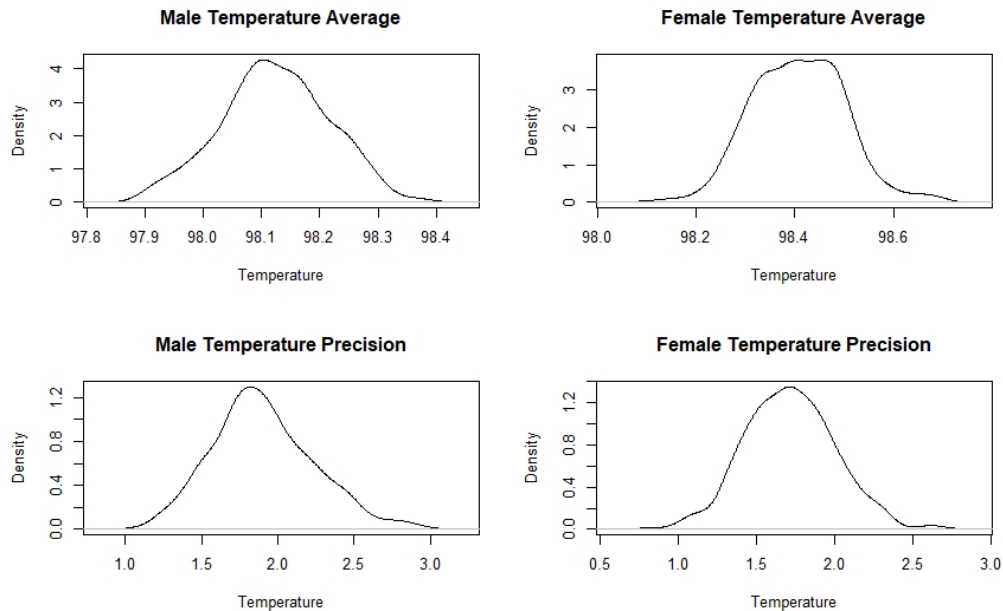 Male Temperature Average
Density
0 1 2 3 4
97.8 97.9 98.0 98.1 98.2 98.3 98.4
Temperature
Female Temperature Average
Density
0 1 2 3
98.0 98.2 98.4 98.6
Temperature
Male Temperature Precision
Density
0.0 0.4 0.8 1.2
1.0 1.5 2.0 2.5 3.0
Temperature
Female Temperature Precision
Density
0.0 0.4 0.8 1.2
0.5 1.0 1.5 2.0 2.5 3.0
Temperature